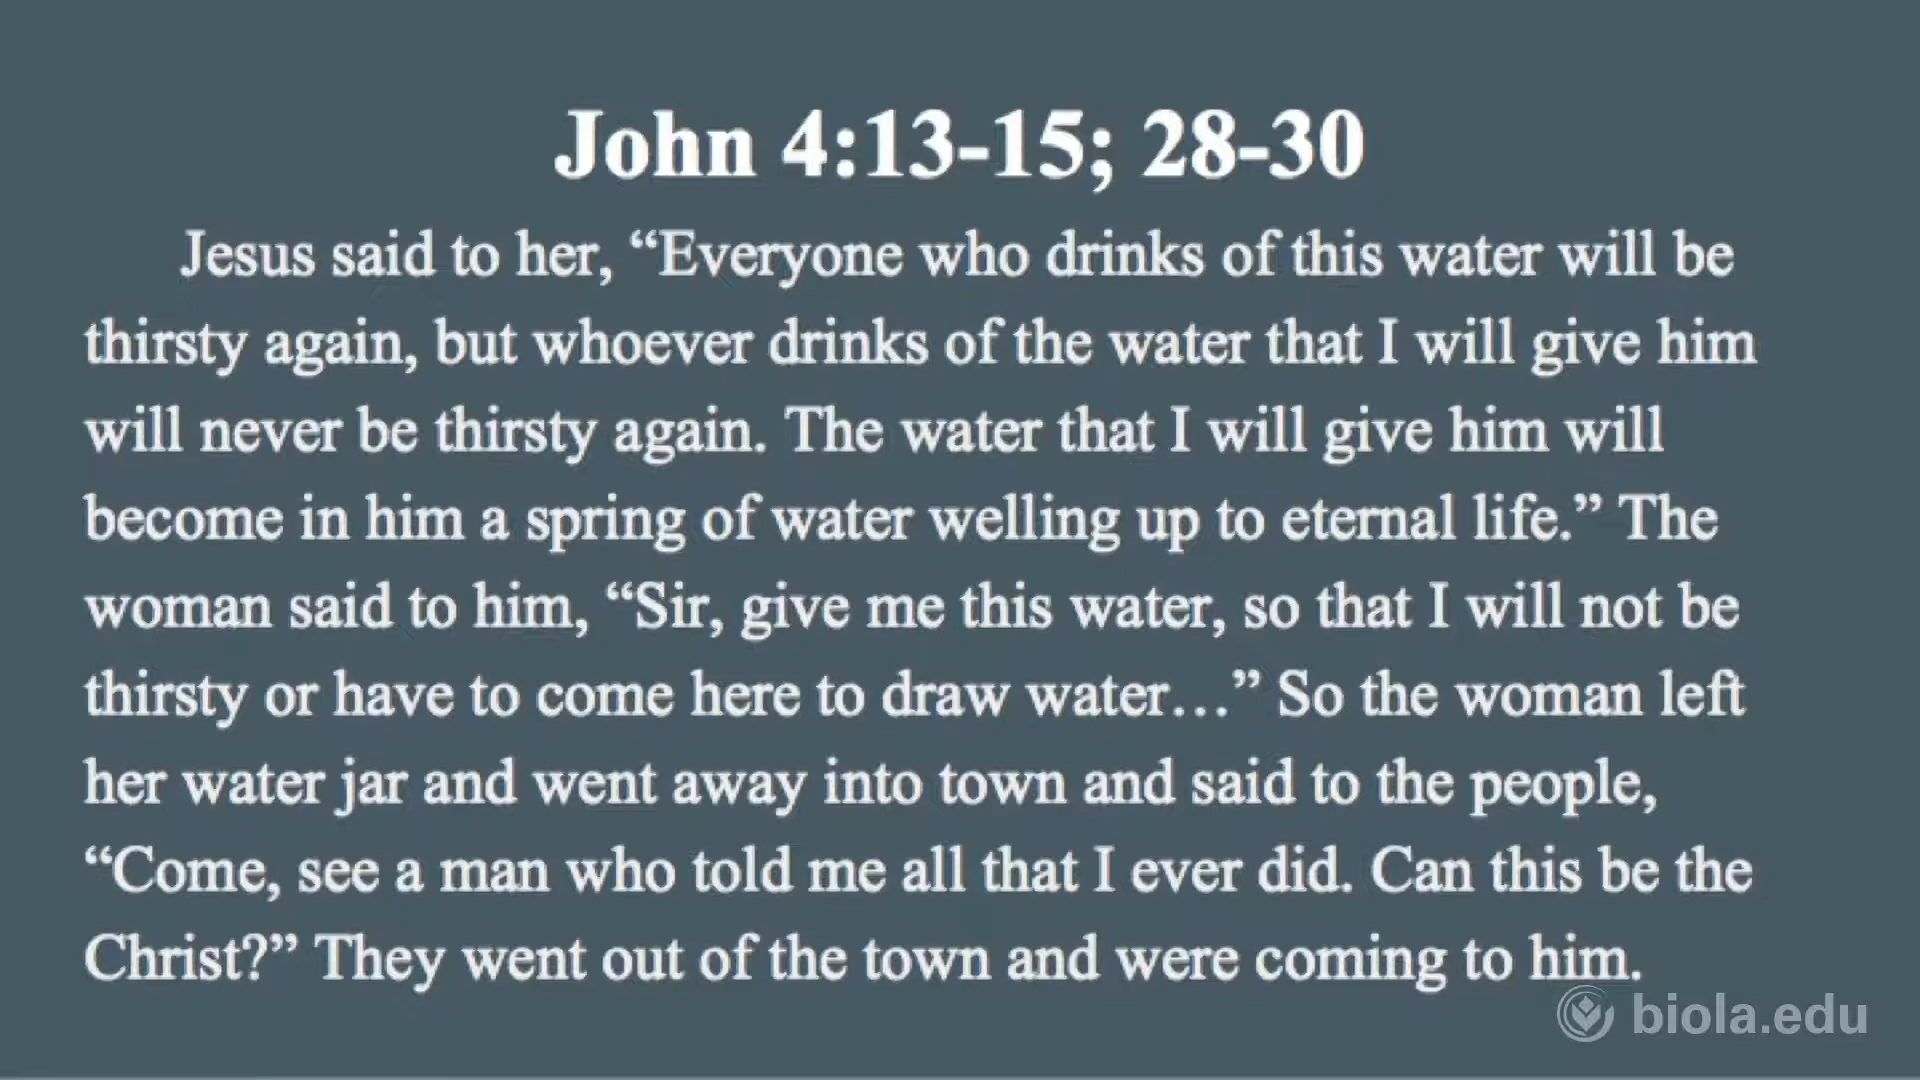 John 4:13-15; 28-30
Jesus said to her, “Everyone who drinks of this water will be
thirsty again, but whoever drinks of the water that I will give him
will never be thirsty again. The water that I will give him will
become in him a spring of water welling up to eternal life.” The
woman said to him, “Sir, give me this water, so that I will not be
thirsty or have to come here to draw water…” So the woman left
her water jar and went away into town and said to the people,
“Come, see a man who told me all that I ever did. Can this be the
Christ?” They went out of the town and were coming to him.
biola.edu